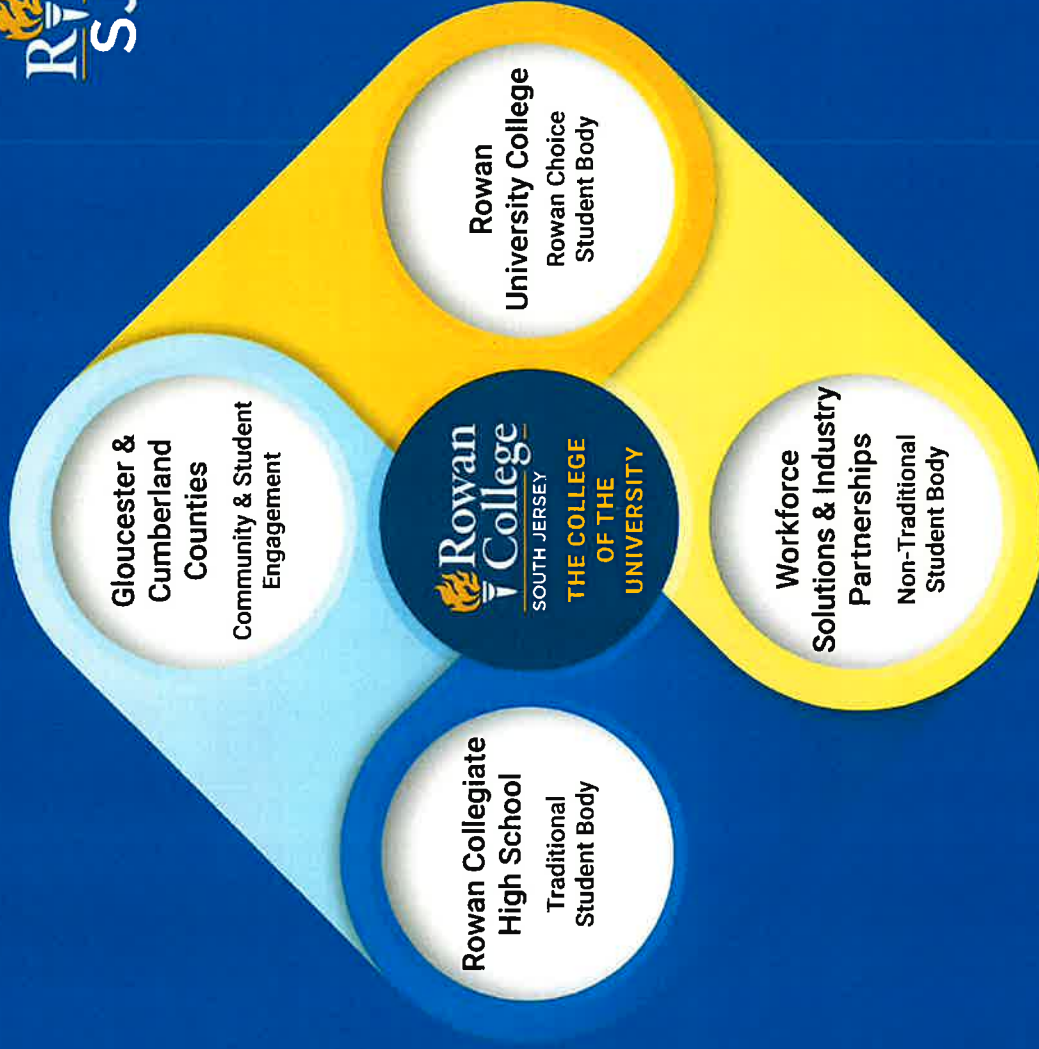 Gloucester &
Cumberland
Counties
Community & Student
Engagement
Rowan Collegiate
High School
Traditional
Student Body
Rowan
College
SOUTH JERSEY
THE COLLEGE
OF THE
UNIVERSITY
Rowan
University College
Rowan Choice
Student Body
Workforce
Solutions & Industry
Partnerships
Non-Traditional
Student Body